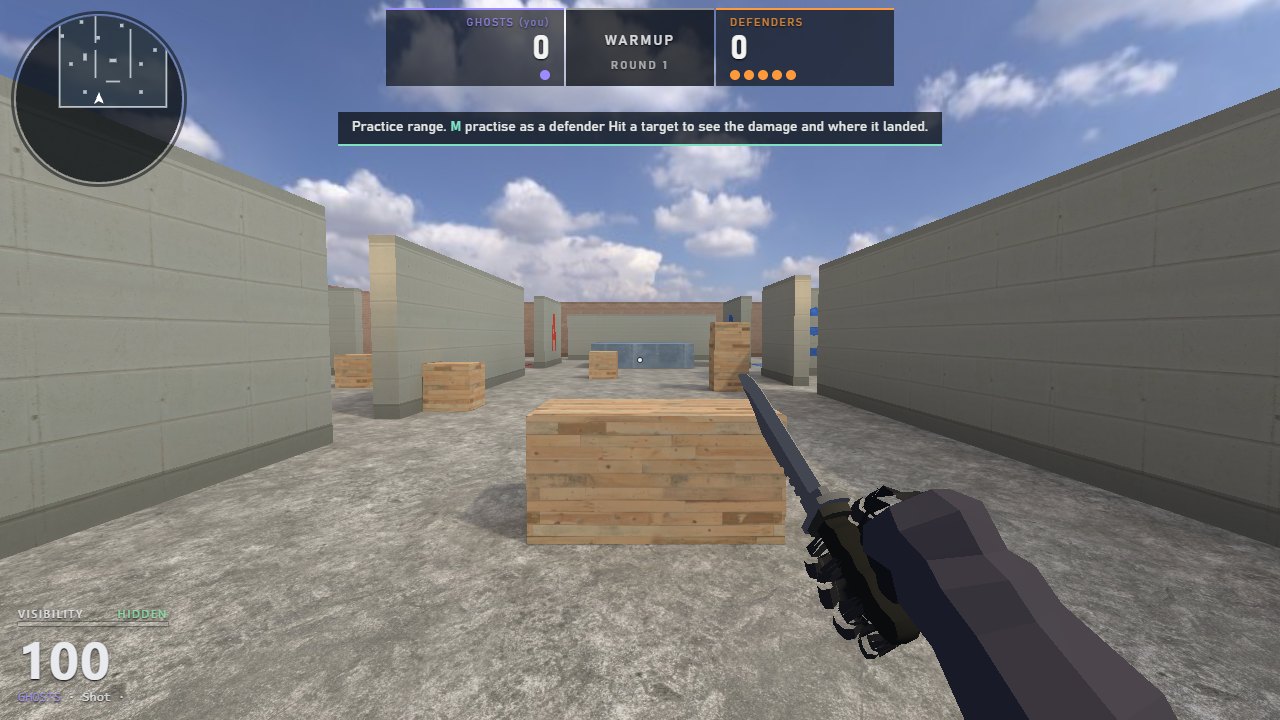 GHOSTS (you)
0
WARMUP
ROUND 1
DEFENDERS
0
Practice range. M practise as a defender Hit a target to see the damage and where it landed.
VISIBILITY HIDDEN
100
GHOSTS · Shot ·